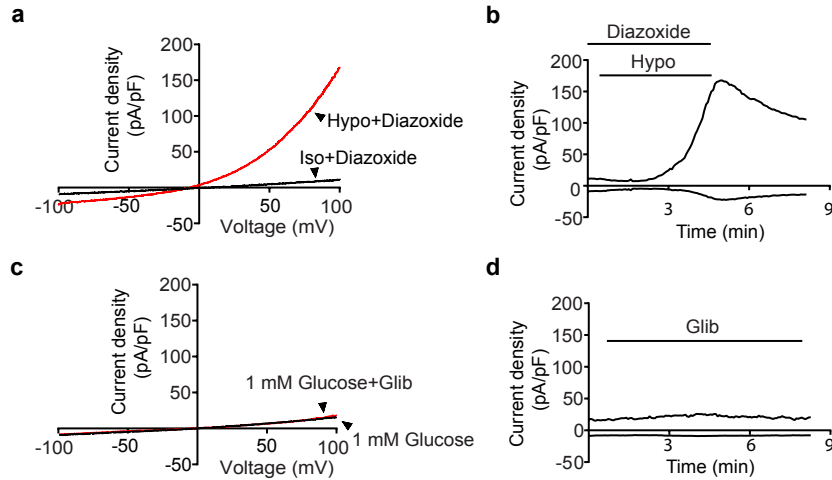 a
Current density
(pA/pF)
200
150
100
50
-50
-100
-50
50
100
Voltage (mV)
Hypo+Diazoxide
Iso+Diazoxide
b
Diazoxide
Hypo
Current density
(pA/pF)
200
150
100
50
0
-50
3
6
9
Time (min)
c
Current density
(pA/pF)
200
150
100
50
-50
-100
-50
50
100
Voltage (mV)
1 mM Glucose+Glib
1 mM Glucose
d
Glib
Current density
(pA/pF)
200
150
100
50
0
-50
3
6
9
Time (min)